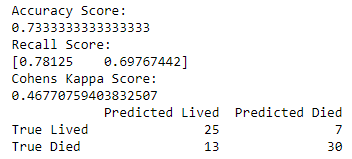 Accuracy Score:
0.7333333333333333
Recall Score:
[0.78125    0.69767442]
Cohens Kappa Score:
0.46770759403832507
            Predicted Lived  Predicted Died
True Lived               25               7
True Died                13              30